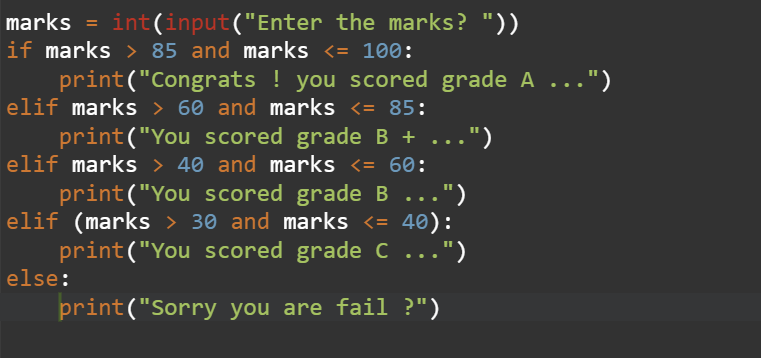 marks = int(input("Enter the marks? "))
if marks > 85 and marks <= 100:
    print("Congrats ! you scored grade A ...")
elif marks > 60 and marks <= 85:
    print("You scored grade B + ...")
elif marks > 40 and marks <= 60:
    print("You scored grade B ...")
elif (marks > 30 and marks <= 40):
    print("You scored grade C ...")
else:
    print("Sorry you are fail ?")